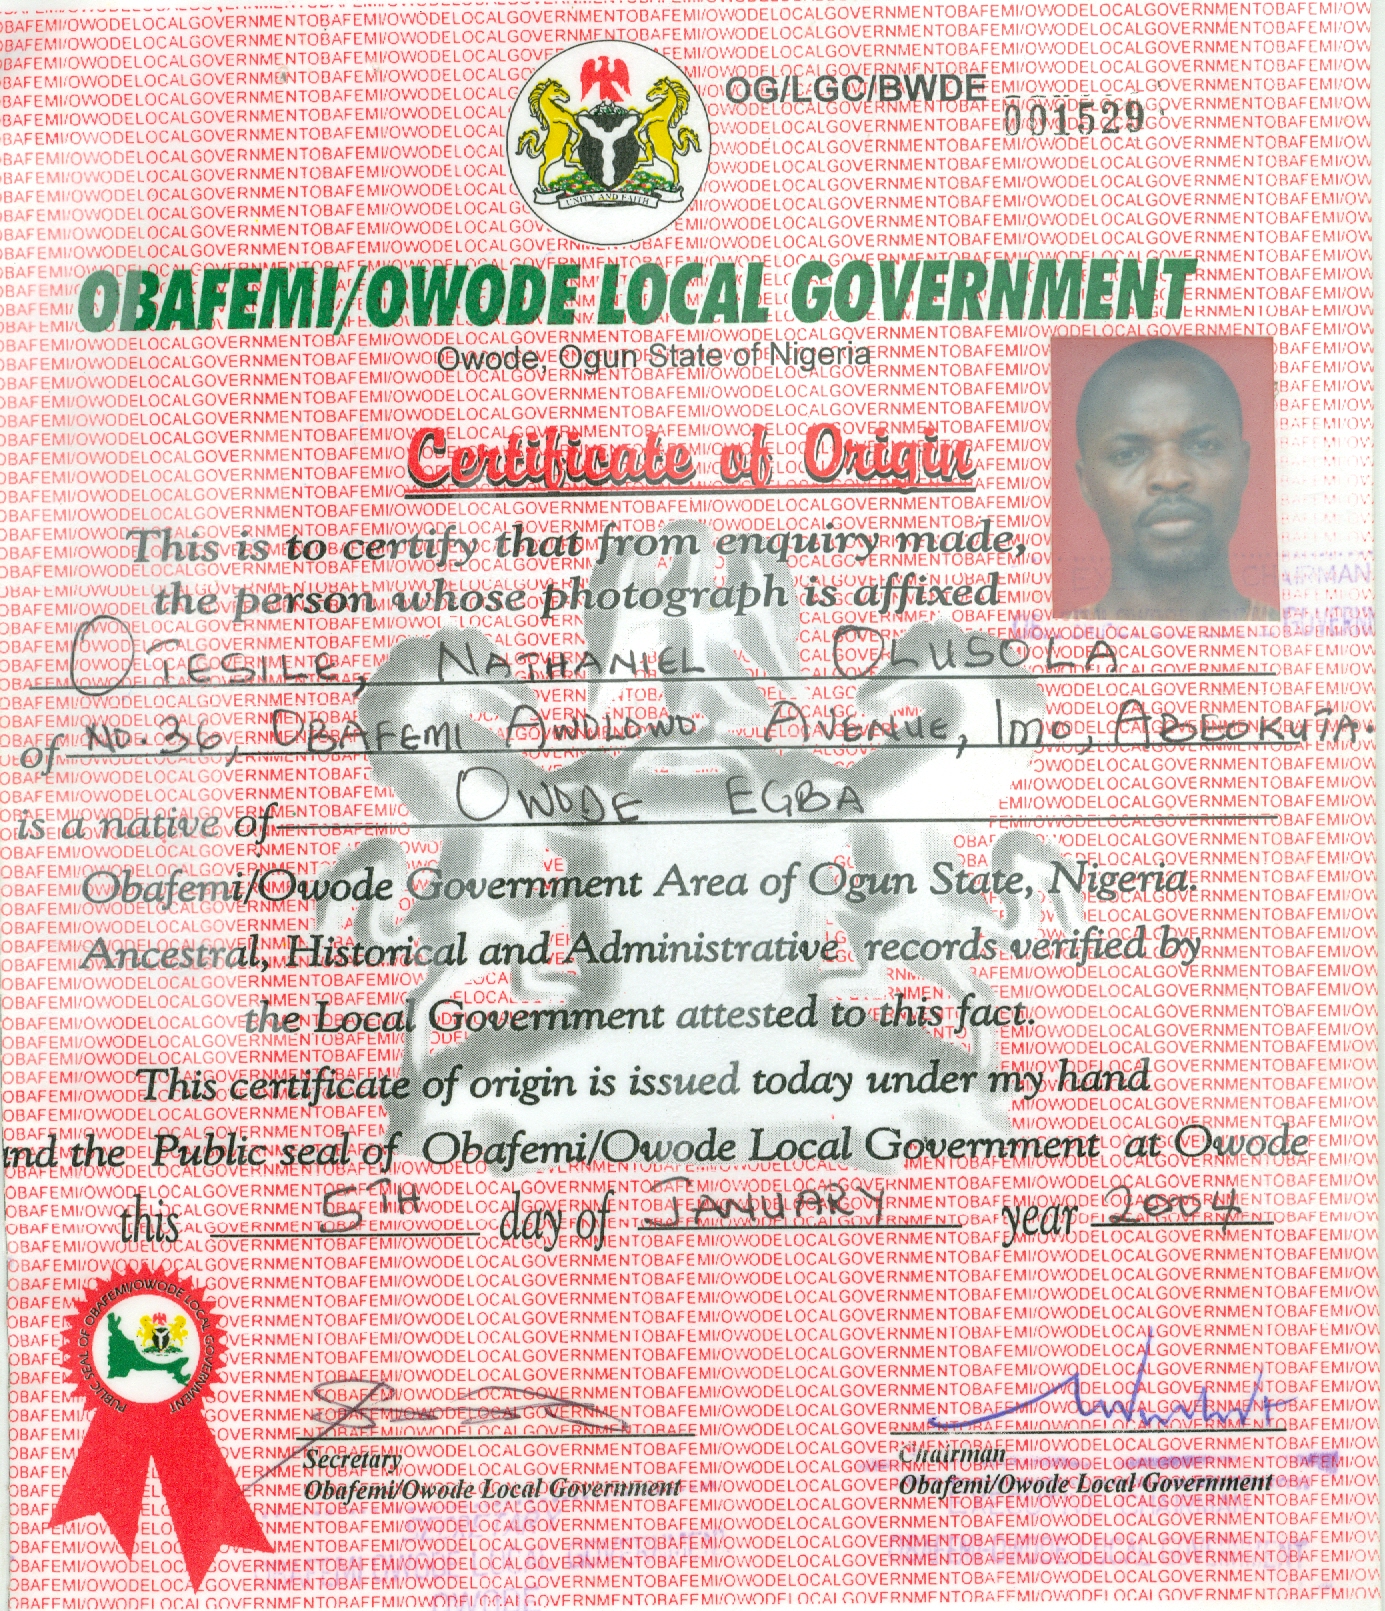 OG/LGC/BWDE 001529
UNITY AND FAITH
OBAFEMI/OWODE LOCAL GOVERNMENT
Owode, Ogun State of Nigeria
Certificate of Origin
This is to certify that from enquiry made,
the person whose photograph is affixed
OTESILE, NATHANIEL OLUSOLA
of NO. 36, OBAFEMI AWOLOWO AVENUE, IMO, ABEOKUTA.
is a native of OWODE EGBA
Obafemi/Owode Government Area of Ogun State, Nigeria.
Ancestral, Historical and Administrative records verified by
the Local Government attested to this fact.
This certificate of origin is issued today under my hand
and the Public seal of Obafemi/Owode Local Government at Owode
this 5TH day of JANUARY year 2004
PUBLIC SEAL OF OBAFEMI/OWODE LOCAL GOVERNMENT
Secretary
Obafemi/Owode Local Government
Chairman
Obafemi/Owode Local Government